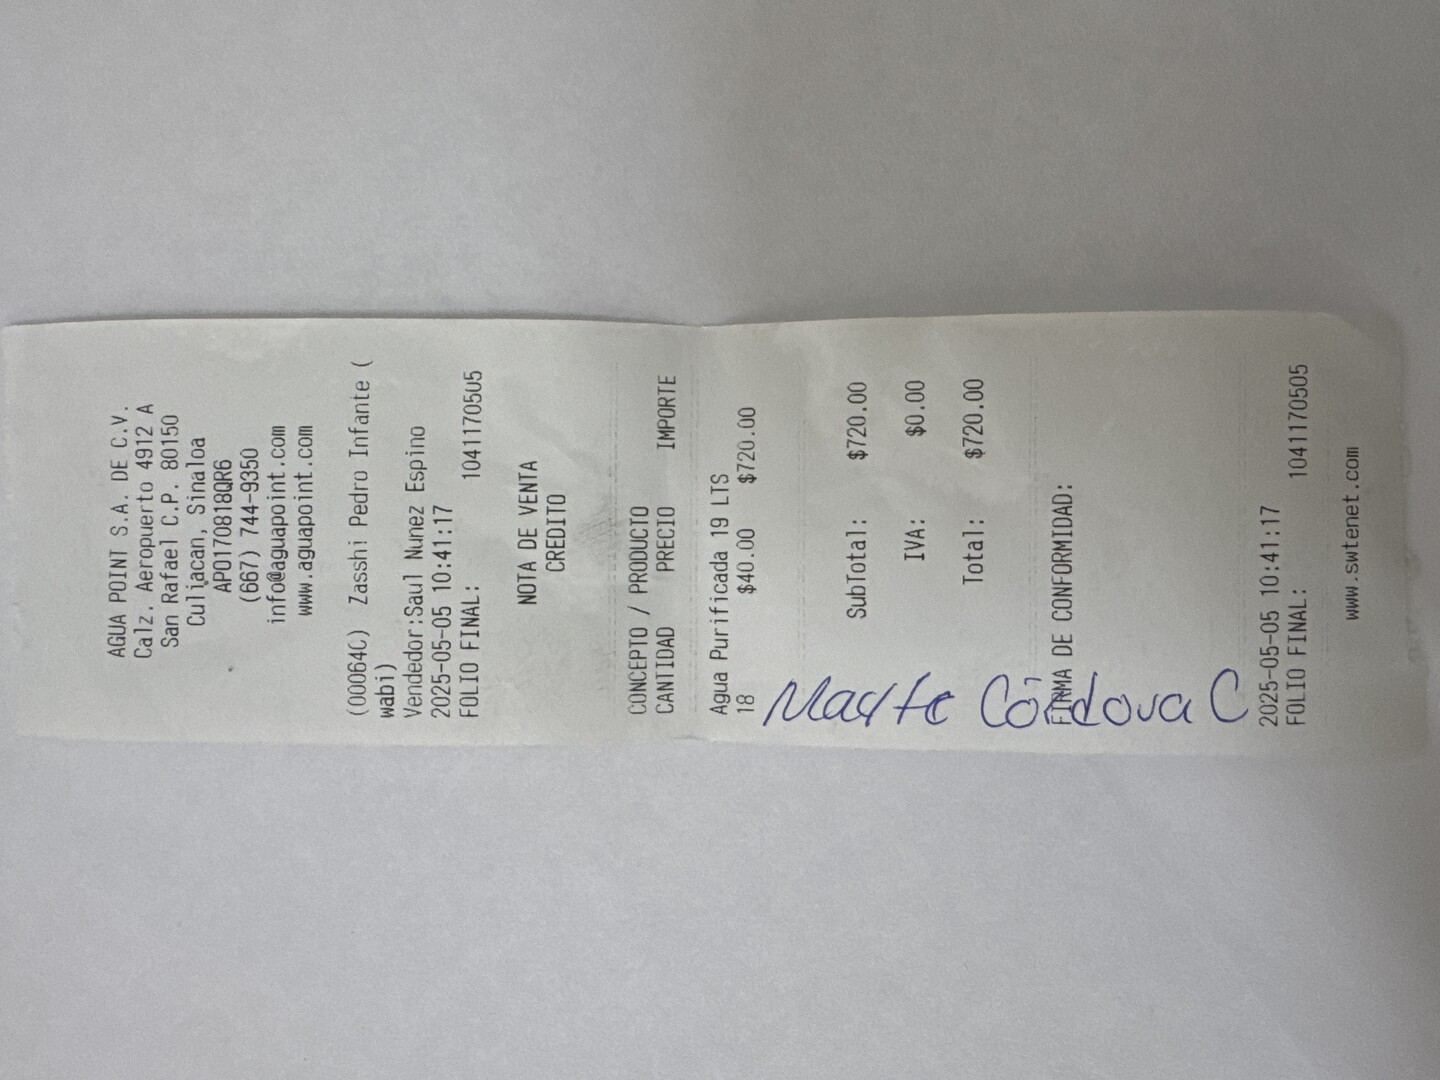 AGUA POINT S.A. DE C.V.
Calz. Aeropuerto 4912 A
San Rafael C.P. 80150
Culiacan, Sinaloa
APO170818QR6
(667) 744-9350
info@aguapoint.com
www.aguapoint.com
(00064C) Zasshi Pedro Infante (
wabi)
Vendedor:Saul Nunez Espino
2025-05-05 10:41:17
FOLIO FINAL: 1041170505
NOTA DE VENTA
CREDITO
CONCEPTO / PRODUCTO
CANTIDAD PRECIO IMPORTE
Agua Purificada 19 LTS
18 $40.00 $720.00
SubTotal: $720.00
IVA: $0.00
Total: $720.00
Córdova C
FIRMA DE CONFORMIDAD:
2025-05-05 10:41:17
FOLIO FINAL: 1041170505
www.swtenet.com